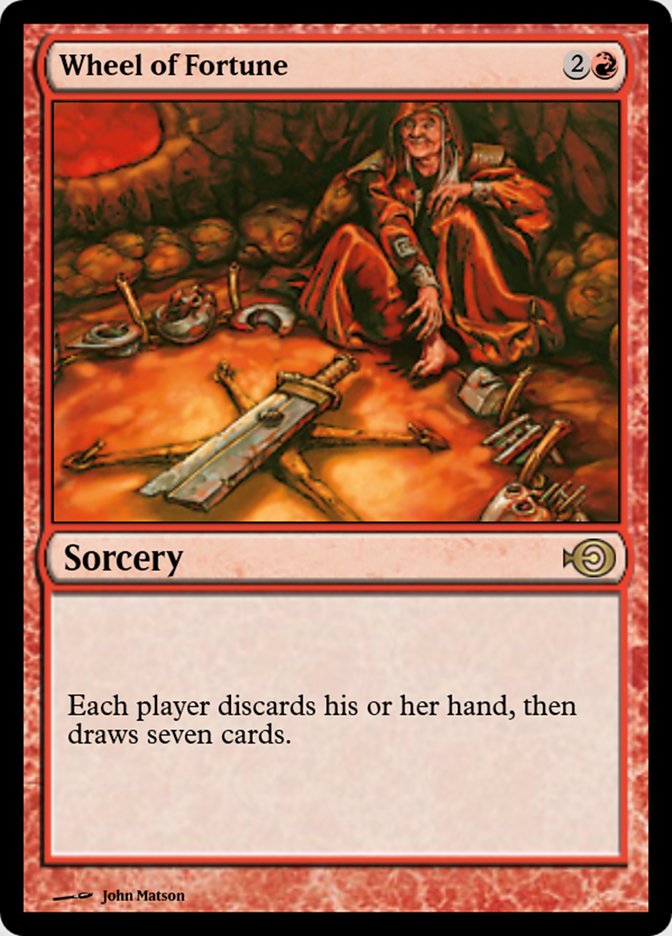 Wheel of Fortune 2
Sorcery
Each player discards his or her hand, then
draws seven cards.
John Matson